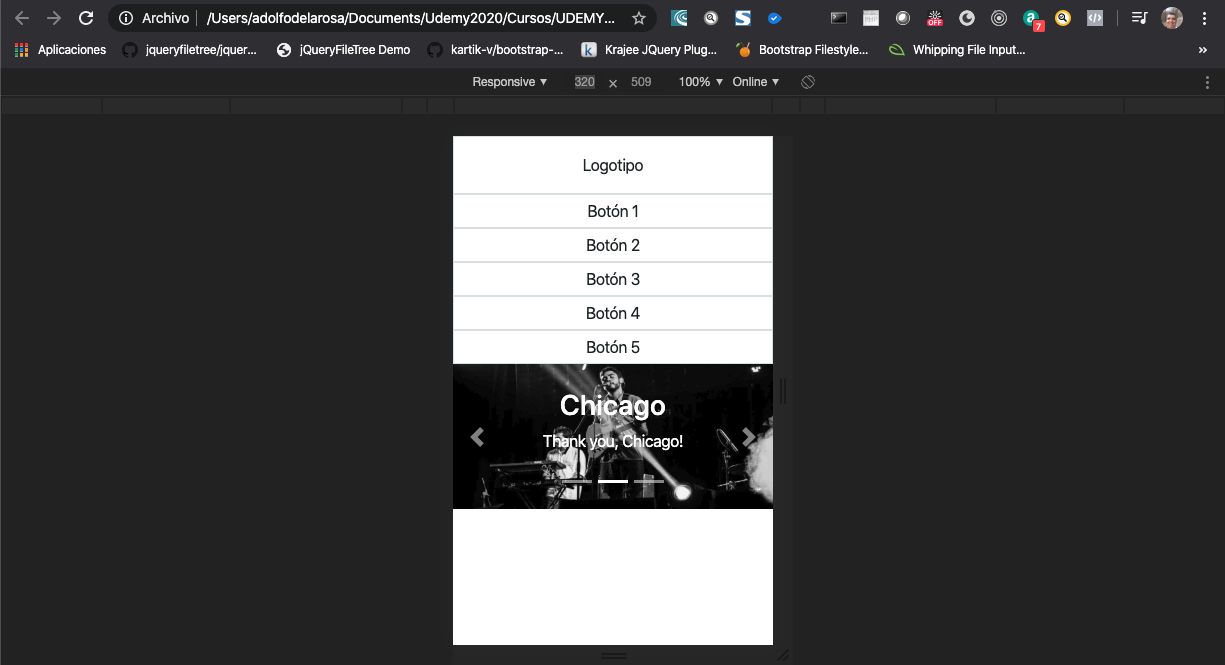 Archivo /Users/adolfodelarosa/Documents/Udemy2020/Cursos/UDEMY...
OFF
a
7
Aplicaciones jqueryfiletree/jquer... jQueryFileTree Demo kartik-v/bootstrap-... k Krajee JQuery Plug... Bootstrap Filestyle... Whipping File Input... »
Responsive ▼ 320 × 509 100% ▼ Online ▼
Logotipo
Botón 1
Botón 2
Botón 3
Botón 4
Botón 5
Chicago
Thank you, Chicago!